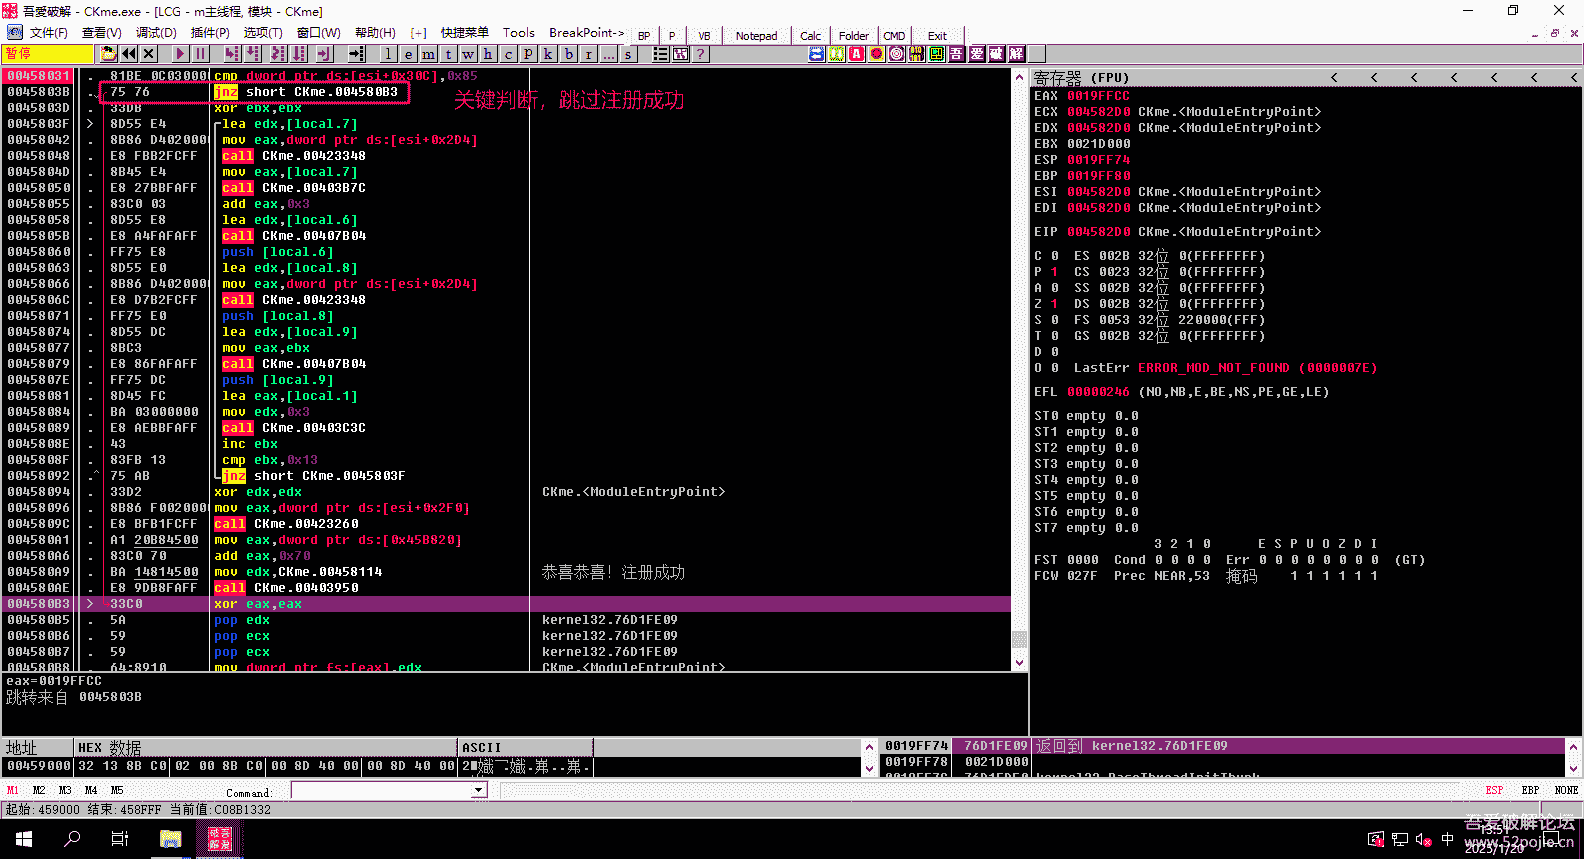 吾愛破解 - CKme.exe - [LCG - m主线程, 模块 - CKme]
文件(F) 查看(V) 调试(D) 插件(P) 选项(T) 窗口(W) 帮助(H) [+] 快捷菜单 Tools BreakPoint-> BP P VB Notepad Calc Folder CMD Exit
暂停 l e m t w h c p k b r ... s ? 吾 爱 破 解
00458031 . 81BE 0C03000( cmp dword ptr ds:[esi+0x30C],0x85
0045803B . 75 76 jnz short CKme.004580B3
关键判断，跳过注册成功
0045803D . 33DB xor ebx,ebx
0045803F > 8D55 E4 lea edx,[local.7]
00458042 . 8B86 D402000( mov eax,dword ptr ds:[esi+0x2D4]
00458048 . E8 FBB2FCFF call CKme.00423348
0045804D . 8B45 E4 mov eax,[local.7]
00458050 . E8 27BBFAFF call CKme.00403B7C
00458055 . 83C0 03 add eax,0x3
00458058 . 8D55 E8 lea edx,[local.6]
0045805B . E8 A4FAFAFF call CKme.00407B04
00458060 . FF75 E8 push [local.6]
00458063 . 8D55 E0 lea edx,[local.8]
00458066 . 8B86 D402000( mov eax,dword ptr ds:[esi+0x2D4]
0045806C . E8 D7B2FCFF call CKme.00423348
00458071 . FF75 E0 push [local.8]
00458074 . 8D55 DC lea edx,[local.9]
00458077 . 8BC3 mov eax,ebx
00458079 . E8 86FAFAFF call CKme.00407B04
0045807E . FF75 DC push [local.9]
00458081 . 8D45 FC lea eax,[local.1]
00458084 . BA 03000000 mov edx,0x3
00458089 . E8 AEBBFAFF call CKme.00403C3C
0045808E . 43 inc ebx
0045808F . 83FB 13 cmp ebx,0x13
00458092 .^ 75 AB jnz short CKme.0045803F
00458094 . 33D2 xor edx,edx CKme.<ModuleEntryPoint>
00458096 . 8B86 F002000( mov eax,dword ptr ds:[esi+0x2F0]
0045809C . E8 BFB1FCFF call CKme.00423260
004580A1 . A1 20B84500 mov eax,dword ptr ds:[0x45B820]
004580A6 . 83C0 70 add eax,0x70
004580A9 . BA 14814500 mov edx,CKme.00458114 恭喜恭喜！注册成功
004580AE . E8 9DB8FAFF call CKme.00403950
004580B3 > 33C0 xor eax,eax
004580B5 . 5A pop edx kernel32.76D1FE09
004580B6 . 59 pop ecx kernel32.76D1FE09
004580B7 . 59 pop ecx kernel32.76D1FE09
004580B8 . 64:8910 mov dword ptr fs:[eax],edx CKme.<ModuleEntryPoint>
寄存器 (FPU) < < < < < < <
EAX 0019FFCC
ECX 004582D0 CKme.<ModuleEntryPoint>
EDX 004582D0 CKme.<ModuleEntryPoint>
EBX 0021D000
ESP 0019FF74
EBP 0019FF80
ESI 004582D0 CKme.<ModuleEntryPoint>
EDI 004582D0 CKme.<ModuleEntryPoint>
EIP 004582D0 CKme.<ModuleEntryPoint>
C 0 ES 002B 32位 0(FFFFFFFF)
P 1 CS 0023 32位 0(FFFFFFFF)
A 0 SS 002B 32位 0(FFFFFFFF)
Z 1 DS 002B 32位 0(FFFFFFFF)
S 0 FS 0053 32位 220000(FFF)
T 0 GS 002B 32位 0(FFFFFFFF)
D 0
O 0 LastErr ERROR_MOD_NOT_FOUND (0000007E)
EFL 00000246 (NO,NB,E,BE,NS,PE,GE,LE)
ST0 empty 0.0
ST1 empty 0.0
ST2 empty 0.0
ST3 empty 0.0
ST4 empty 0.0
ST5 empty 0.0
ST6 empty 0.0
ST7 empty 0.0
3 2 1 0 E S P U O Z D I
FST 0000 Cond 0 0 0 0 Err 0 0 0 0 0 0 0 0 (GT)
FCW 027F Prec NEAR,53 掩码 1 1 1 1 1 1
eax=0019FFCC
跳转来自 0045803B
地址 HEX 数据 ASCII
00459000 32 13 8B C0 02 00 8B C0 00 8D 40 00 00 8D 40 00
0019FF74 76D1FE09 返回到 kernel32.76D1FE09
0019FF78 0021D000
M1 M2 M3 M4 M5 Command: ESP EBP NONE
起始:459000 结束:458FFF 当前值:C08B1332
中 13:51
2023/1/20
吾爱破解论坛
www.52pojie.cn